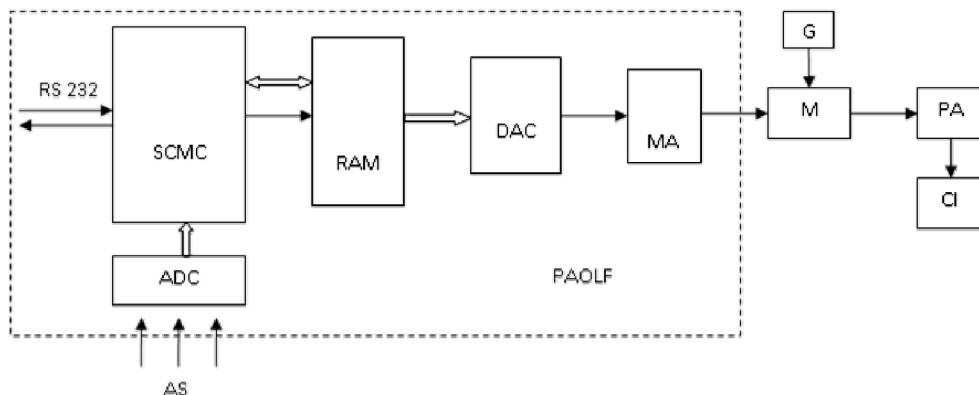 G
RS 232
M
PA
DAC
SCMC
MA
RAM
CI
ADC
PAOLF
AS